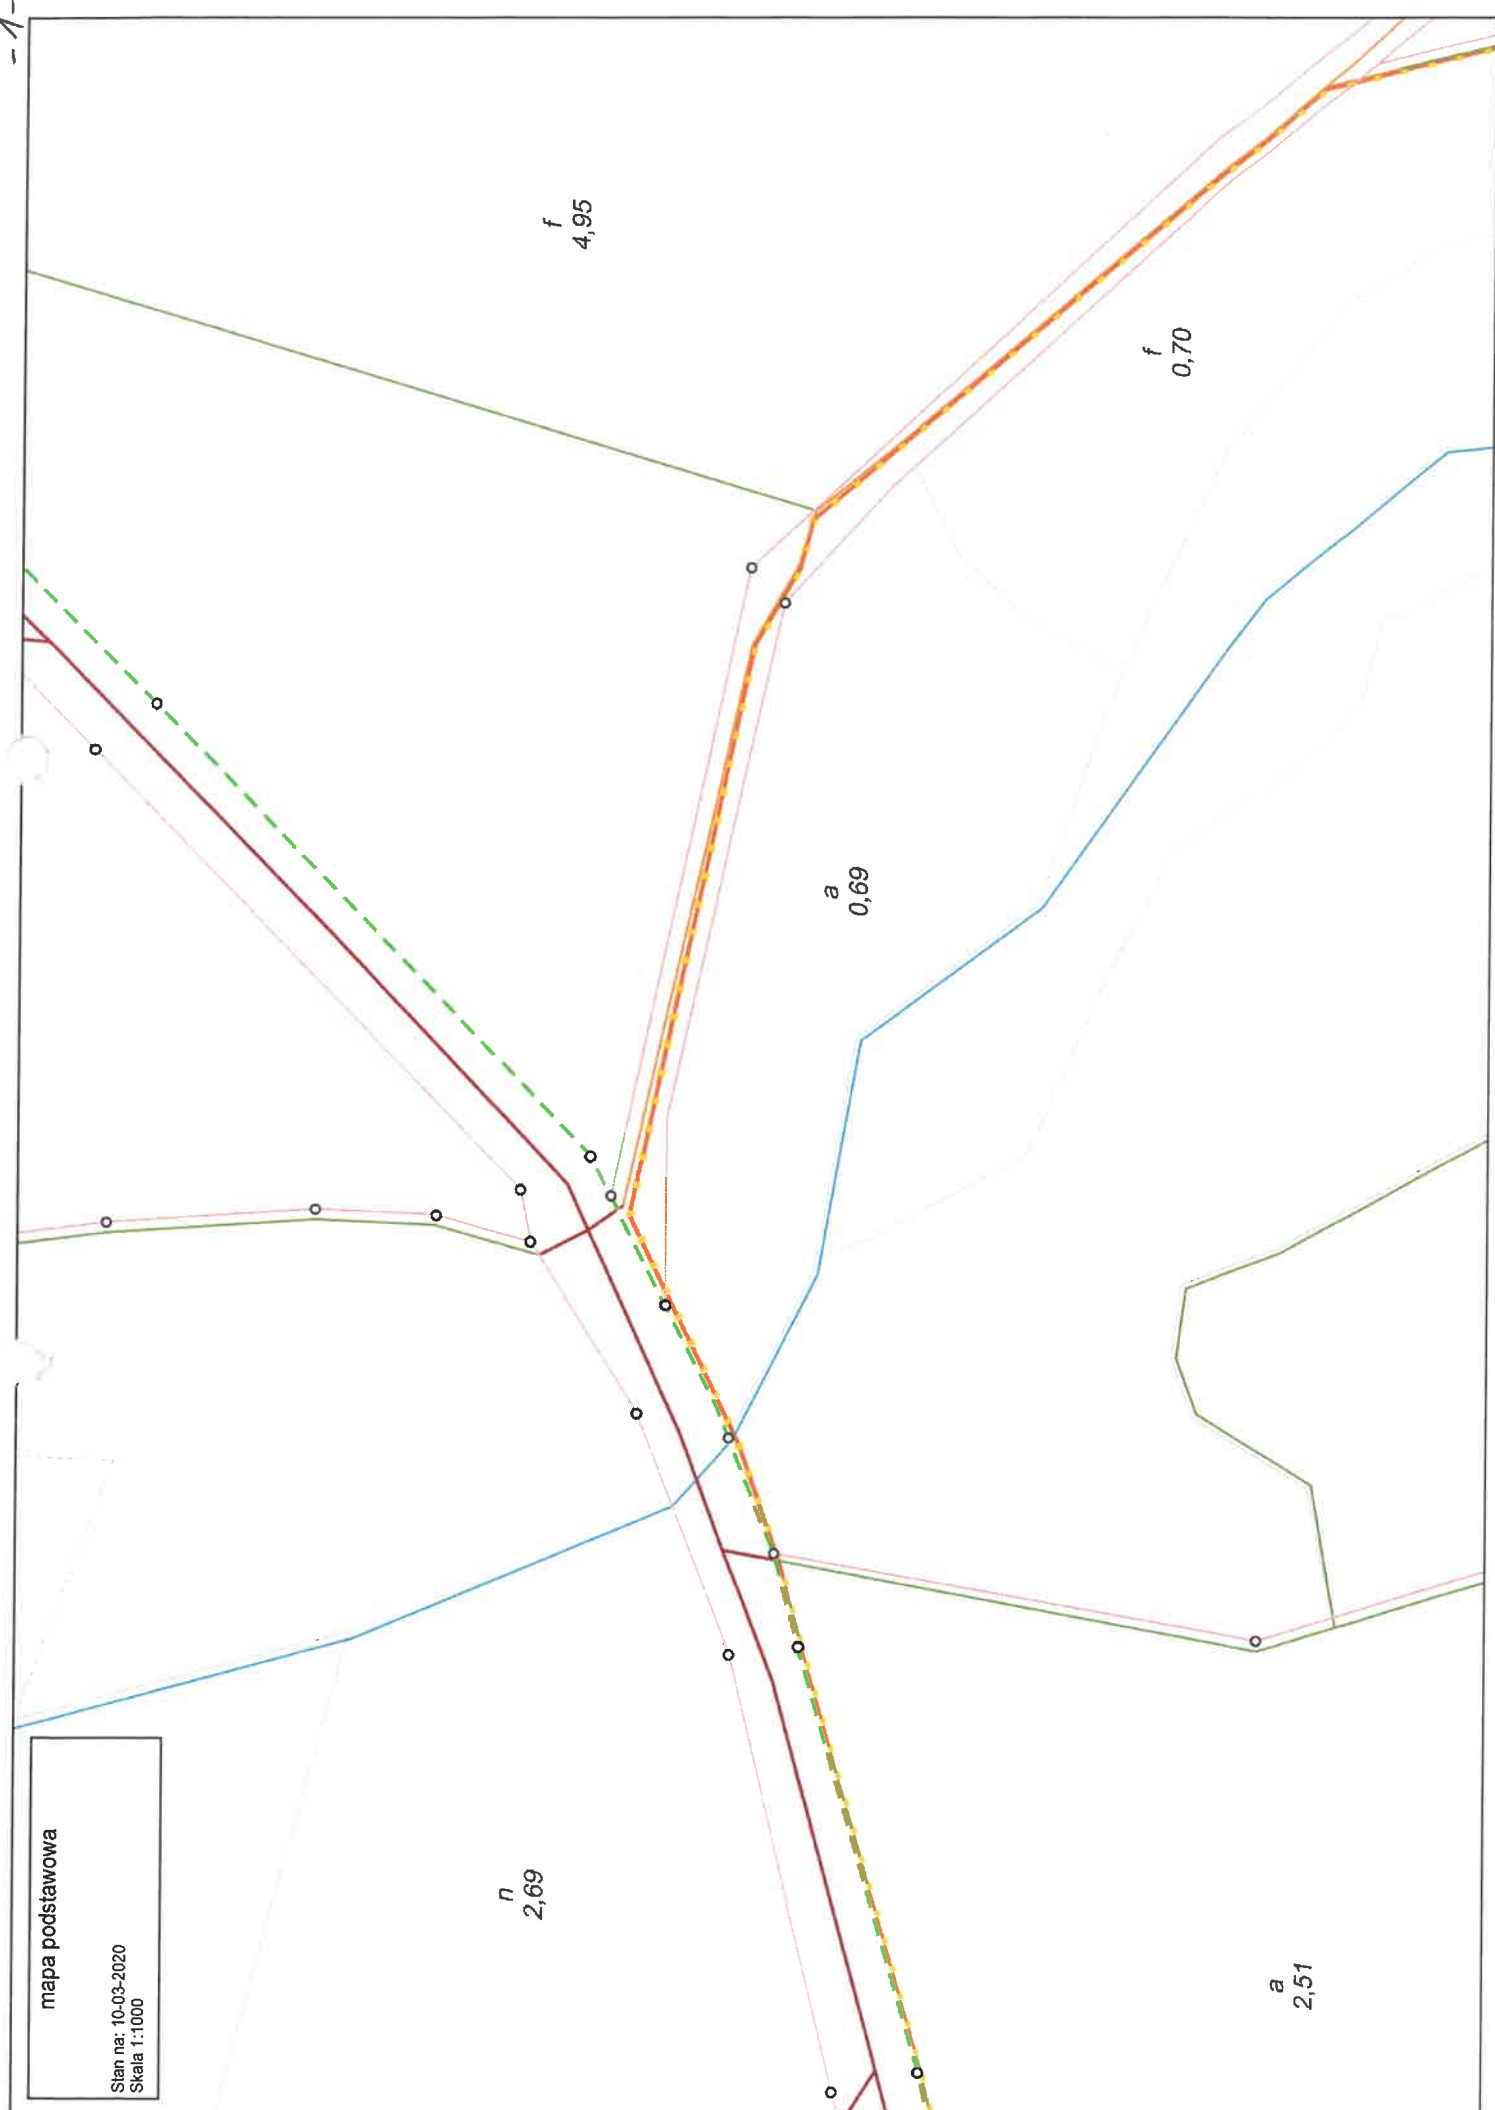 -1-
mapa podstawowa
Stan na: 10-03-2020
Skala 1:1000
f
4,95
f
0,70
a
0,69
n
2,69
a
2,51